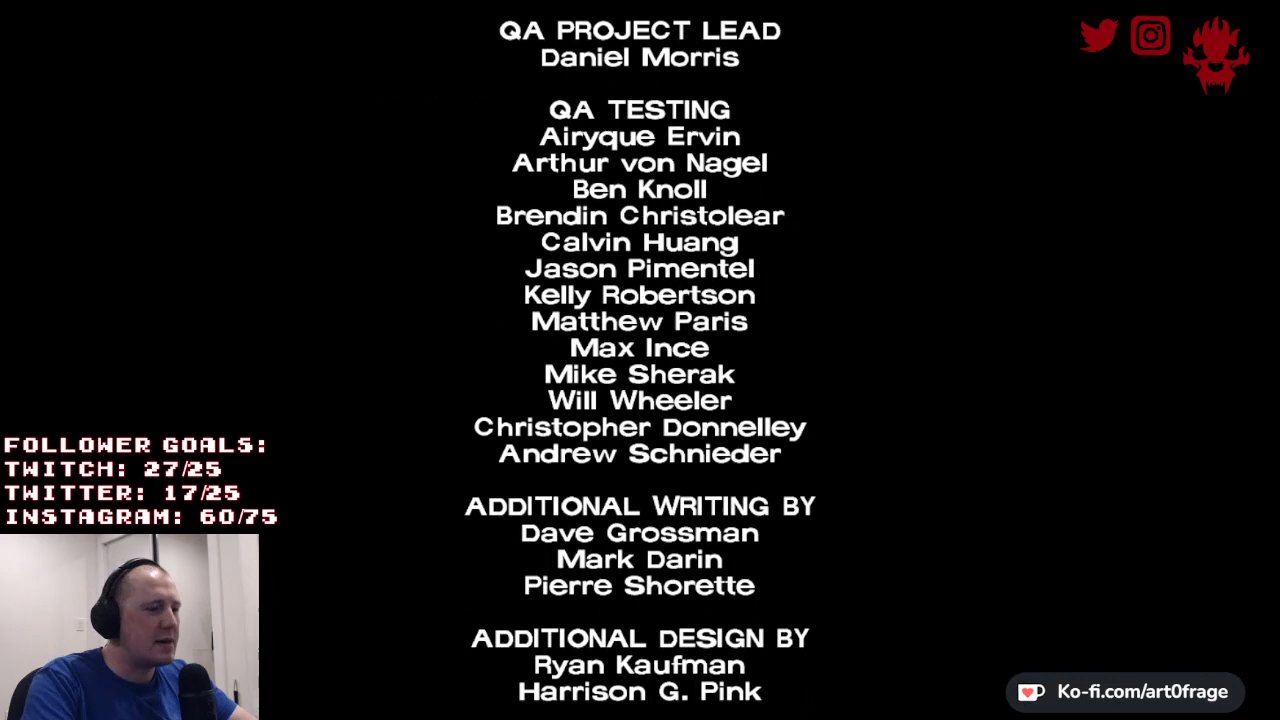 QA PROJECT LEAD
Daniel Morris
QA TESTING
Airyque Ervin
Arthur von Nagel
Ben Knoll
Brendin Christolear
Calvin Huang
Jason Pimentel
Kelly Robertson
Matthew Paris
Max Ince
Mike Sherak
Will Wheeler
Christopher Donnelley
Andrew Schnieder
ADDITIONAL WRITING BY
Dave Grossman
Mark Darin
Pierre Shorette
ADDITIONAL DESIGN BY
Ryan Kaufman
Harrison G. Pink
FOLLOWER GOALS:
TWITCH: 27/25
TWITTER: 17/25
INSTAGRAM: 60/75
Ko-fi.com/art0frage